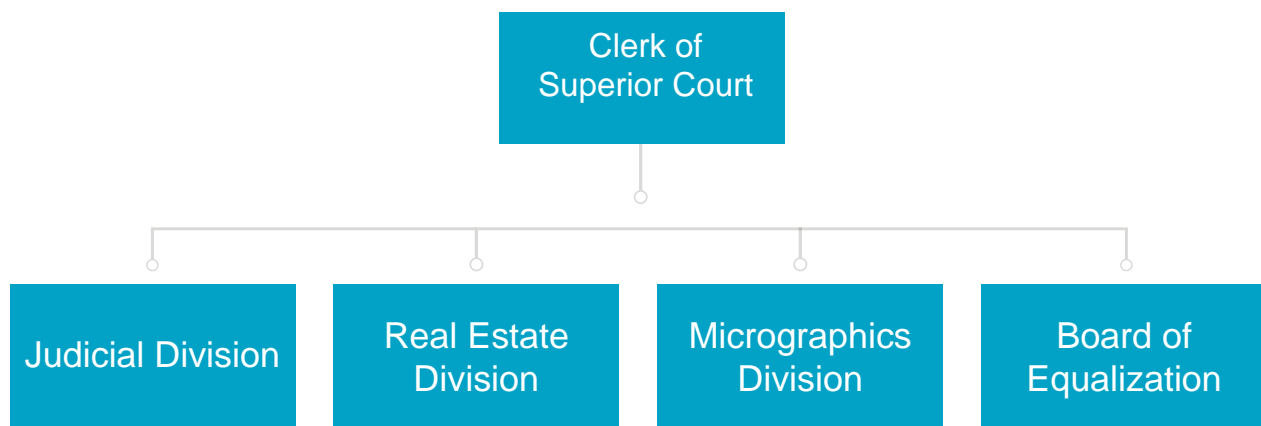 Clerk of
Superior Court
Judicial Division
Real Estate
Division
Micrographics
Division
Board of
Equalization